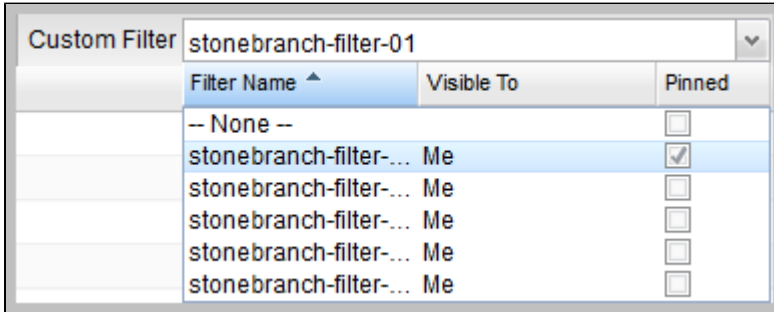 Custom Filter stonebranch-filter-01
Filter Name Visible To Pinned
-- None --
stonebranch-filter-... Me
stonebranch-filter-... Me
stonebranch-filter-... Me
stonebranch-filter-... Me
stonebranch-filter-... Me